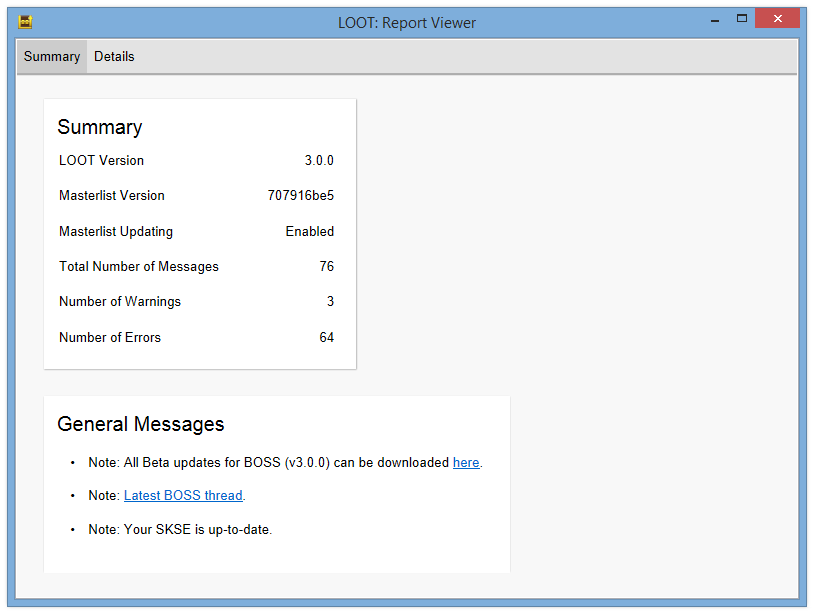 LOOT: Report Viewer
Summary Details
Summary
LOOT Version 3.0.0
Masterlist Version 707916be5
Masterlist Updating Enabled
Total Number of Messages 76
Number of Warnings 3
Number of Errors 64
General Messages
• Note: All Beta updates for BOSS (v3.0.0) can be downloaded here.
• Note: Latest BOSS thread.
• Note: Your SKSE is up-to-date.